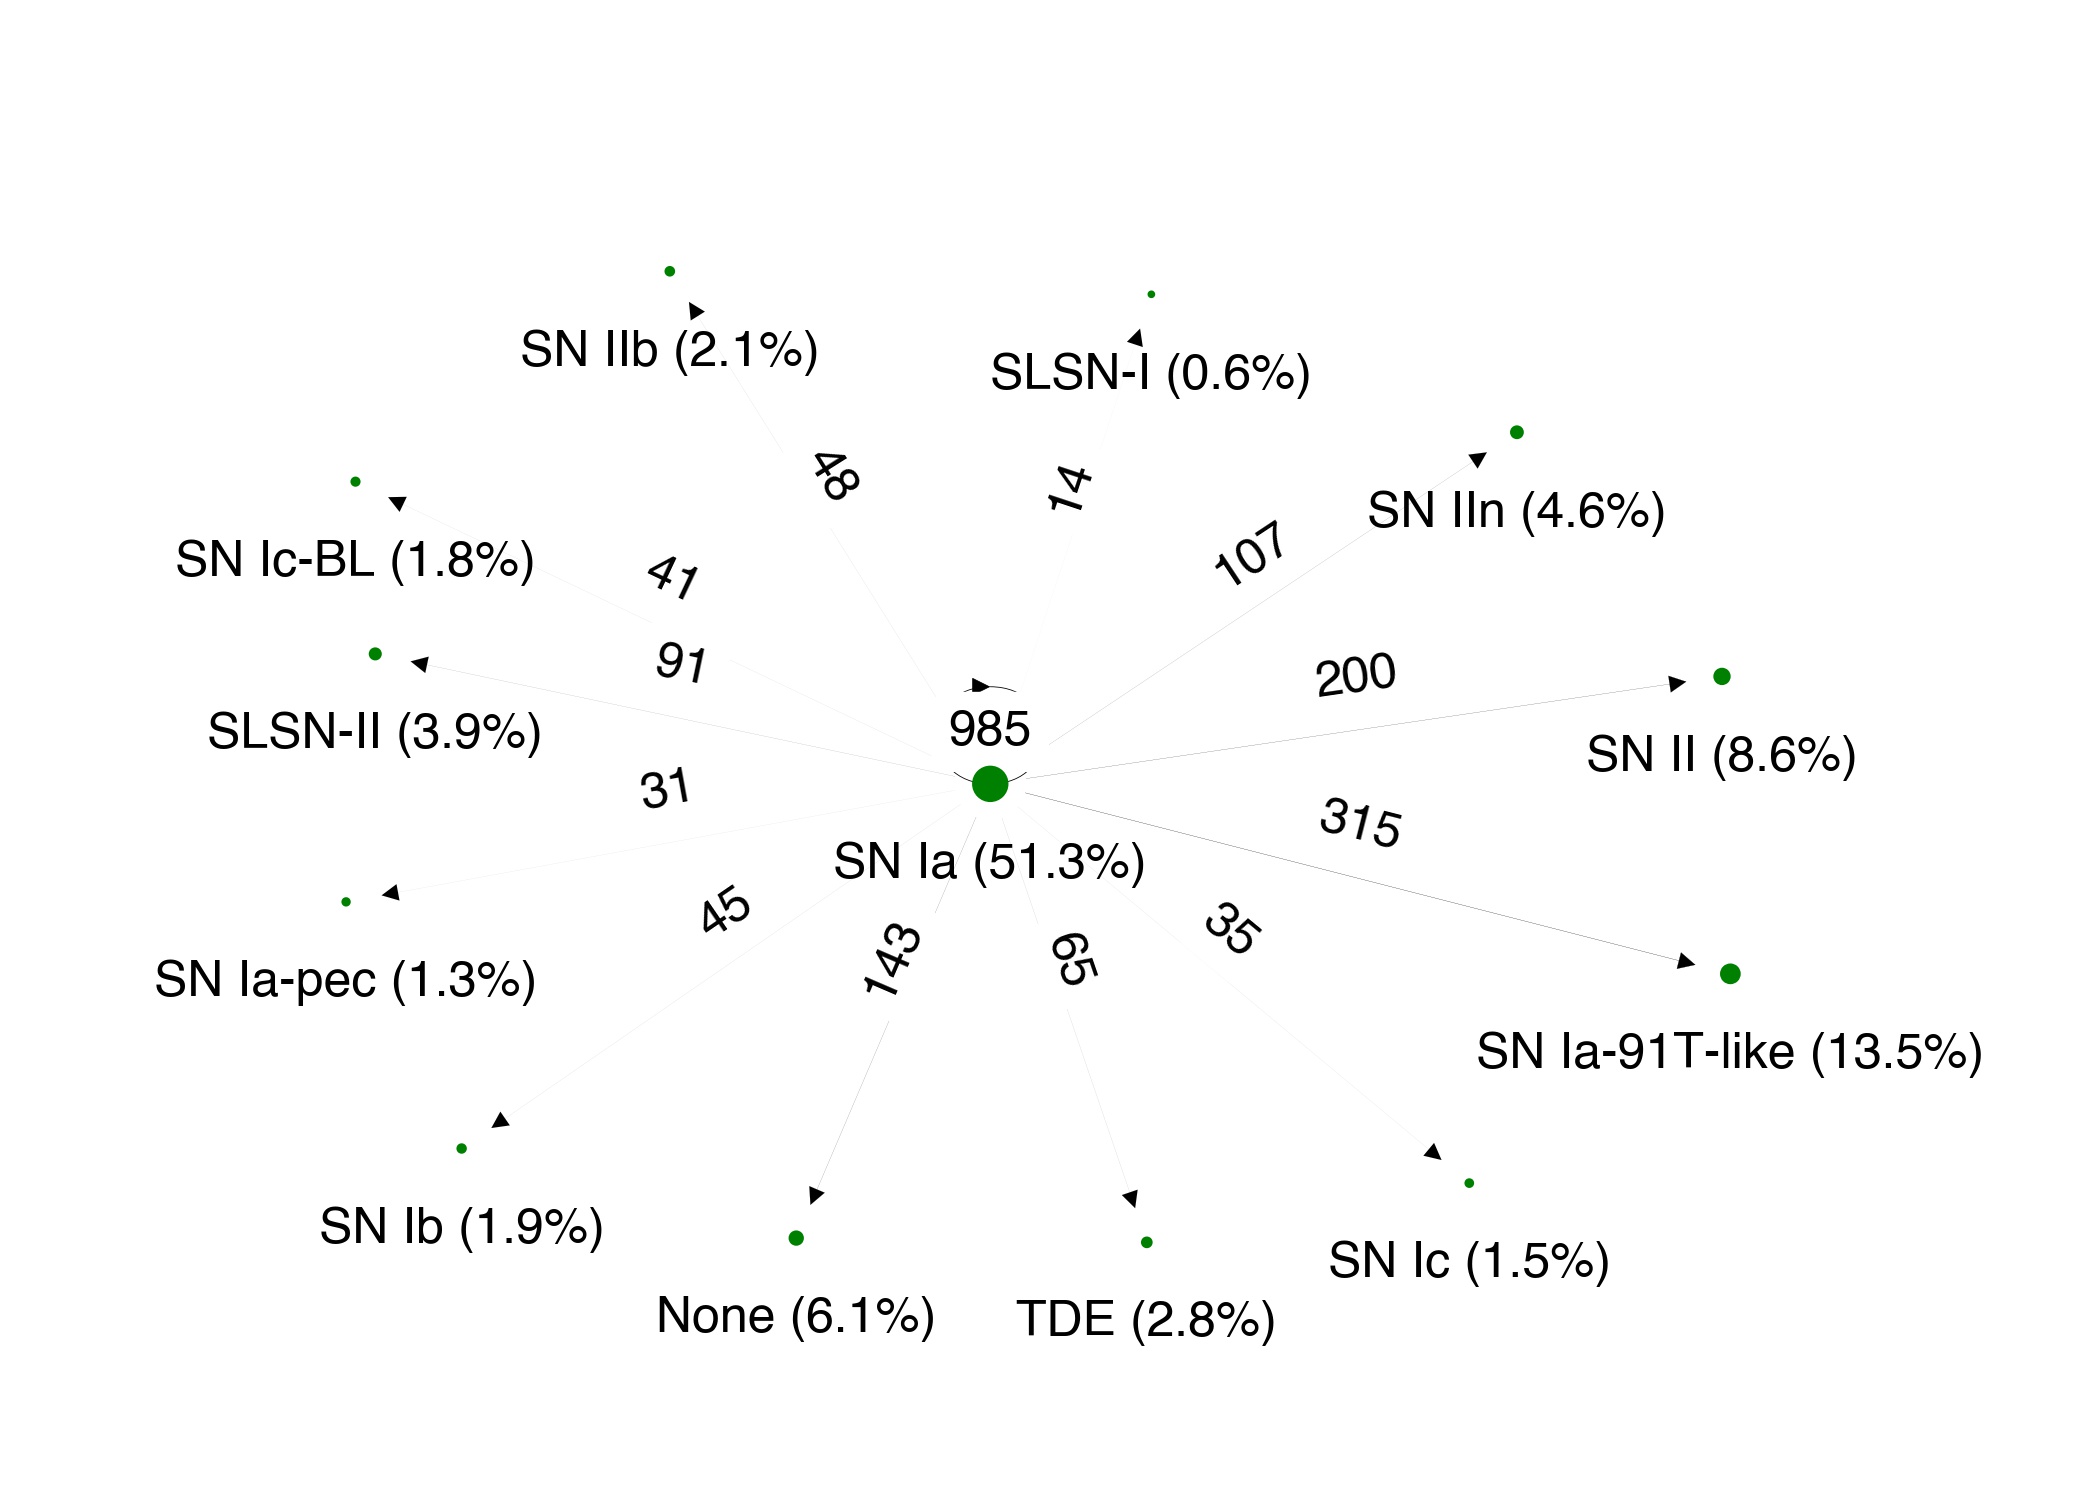 SN IIb (2.1%)
SLSN-I (0.6%)
48
14
SN IIn (4.6%)
SN Ic-BL (1.8%)
107
41
91
200
SLSN-II (3.9%)
985
SN II (8.6%)
31
315
SN Ia (51.3%)
45
35
143
65
SN Ia-pec (1.3%)
SN Ia-91T-like (13.5%)
SN Ib (1.9%)
SN Ic (1.5%)
None (6.1%)
TDE (2.8%)